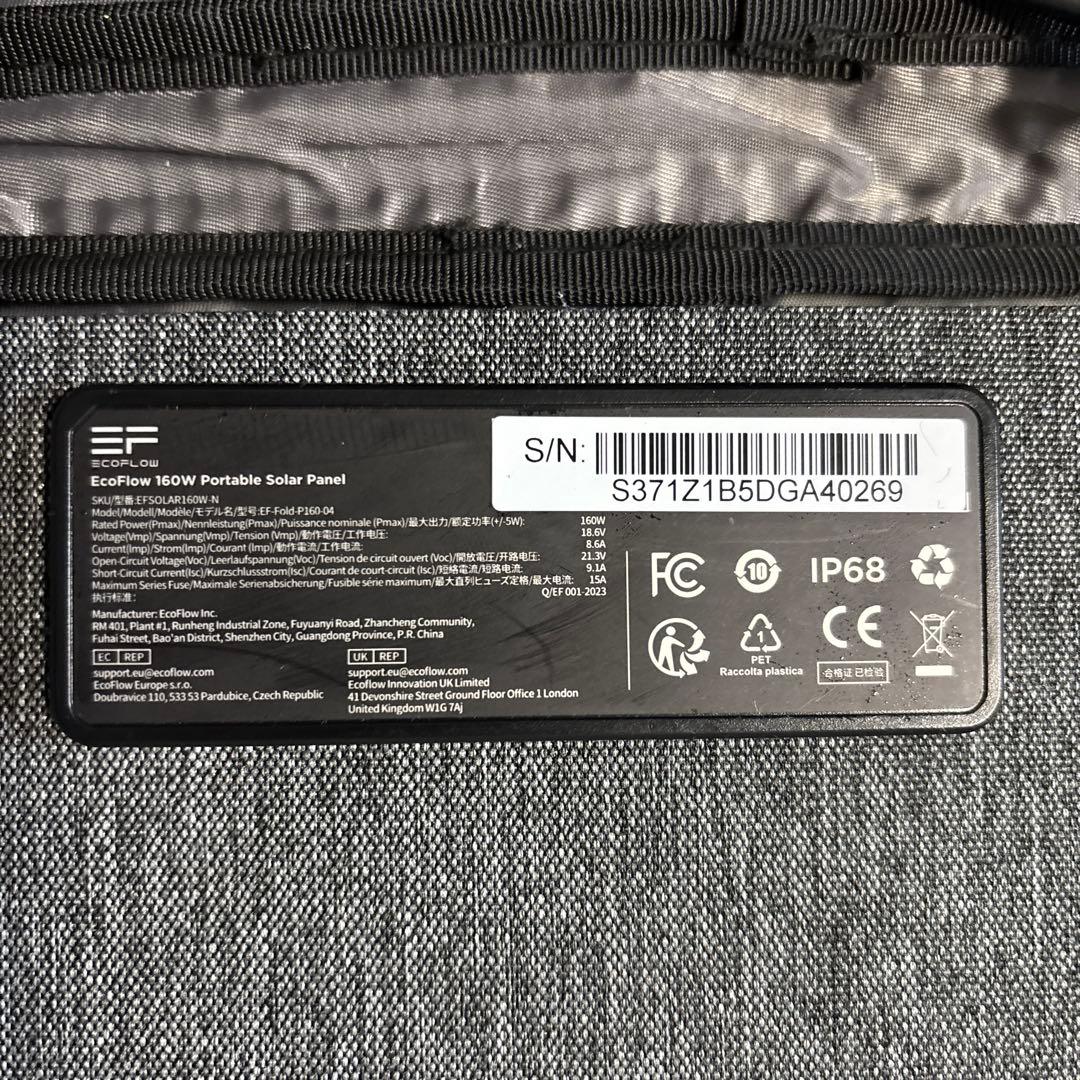 EF
ECOFLOW
EcoFlow 160W Portable Solar Panel
SKU/型番:EFSOLAR160W-N
Model/Modell/Modèle/モデル名/型号:EF-Fold-P160-04
Rated Power(Pmax)/Nennleistung(Pmax)/Puissance nominale (Pmax)/最大出力/额定功率(+/-5W): 160W
Voltage(Vmp)/Spannung(Vmp)/Tension (Vmp)/動作電圧/工作电压: 18.6V
Current(Imp)/Strom(Imp)/Courant (Imp)/動作電流/工作电流: 8.6A
Open-Circuit Voltage(Voc)/Leerlaufspannung(Voc)/Tension de circuit ouvert (Voc)/開放電圧/开路电压: 21.3V
Short-Circuit Current(Isc)/Kurzschlussstrom(Isc)/Courant de court-circuit (Isc)/短絡電流/短路电流: 9.1A
Maximum Series Fuse/Maximale Serienabsicherung/Fusible série maximum/最大直列ヒューズ定格/最大电流: 15A
执行标准: Q/EF 001-2023
Manufacturer: EcoFlow Inc.
RM 401, Plant #1, Runheng Industrial Zone, Fuyuanyi Road, Zhancheng Community,
Fuhai Street, Bao'an District, Shenzhen City, Guangdong Province, P.R. China
EC REP
support.eu@ecoflow.com
EcoFlow Europe s.r.o.
Doubravice 110, 533 53 Pardubice, Czech Republic
UK REP
support.eu@ecoflow.com
Ecoflow Innovation UK Limited
41 Devonshire Street Ground Floor Office 1 London
United Kingdom W1G 7Aj
S/N:
S371Z1B5DGA40269
FC
10
IP68
1
PET
Raccolta plastica
CE
合格证 已检验